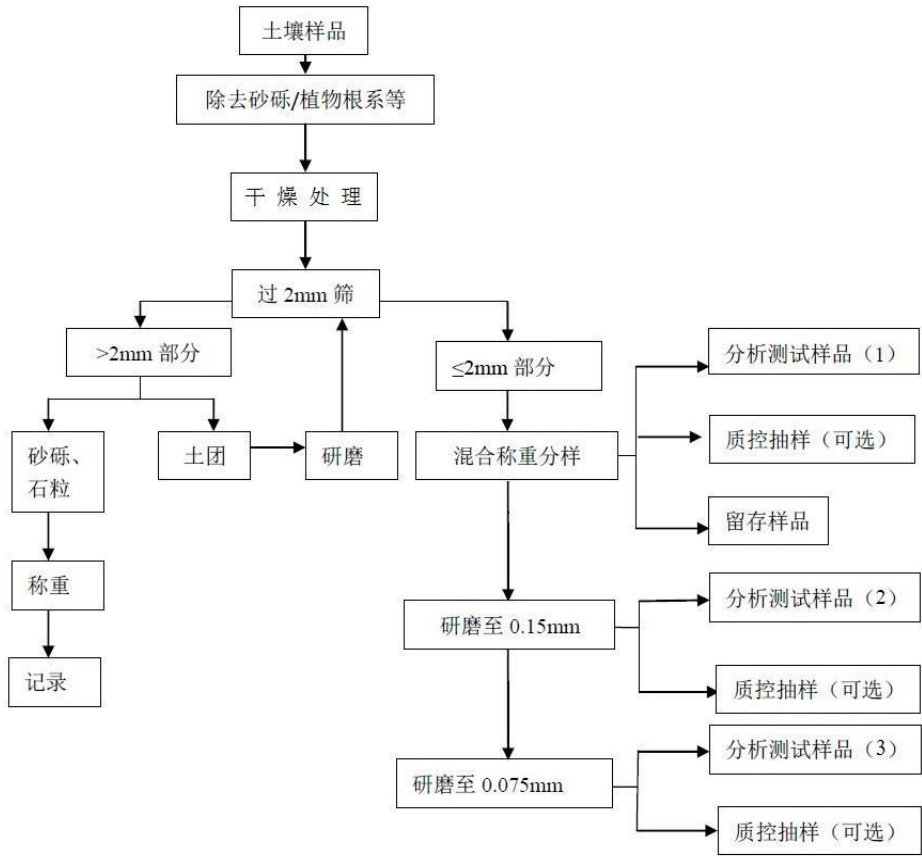 土壤样品
除去砂砾/植物根系等
干 燥 处 理
过 2mm 筛
>2mm 部分
≤2mm 部分
分析测试样品（1）
砂砾、
石粒
土团
研磨
混合称重分样
质控抽样（可选）
留存样品
称重
研磨至 0.15mm
分析测试样品（2）
记录
质控抽样（可选）
研磨至 0.075mm
分析测试样品（3）
质控抽样（可选）